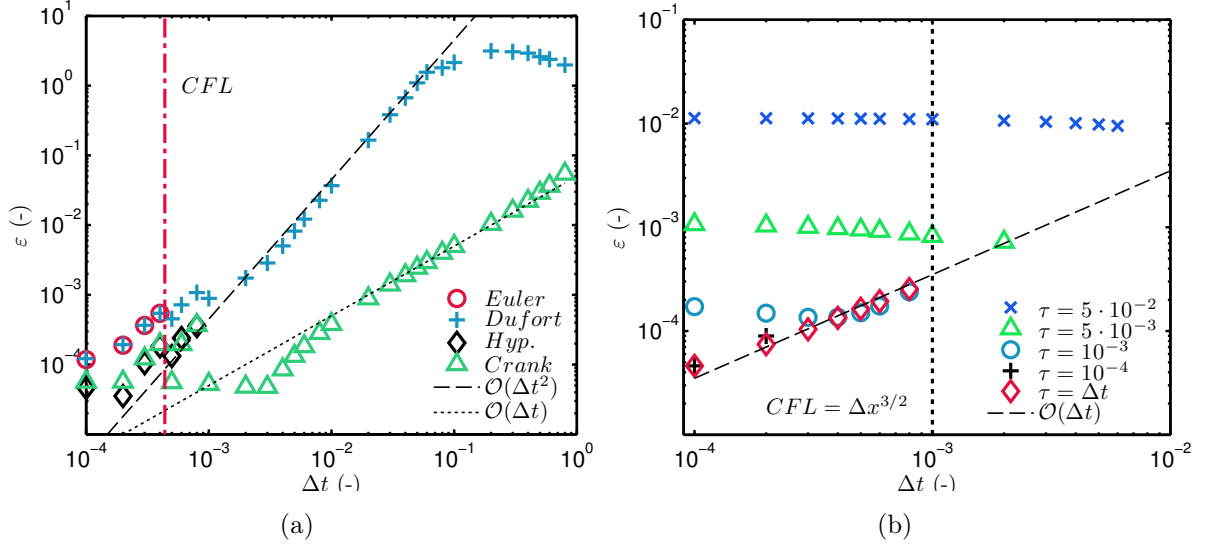 10^1
10^0
10^{-1}
10^{-2}
10^{-3}
10^{-4}
ε (-)
CFL
Euler
Dufort
Hyp.
Crank
O(Δt^2)
O(Δt)
10^{-4} 10^{-3} 10^{-2} 10^{-1} 10^0
Δt (-)
(a)
10^{-1}
10^{-2}
10^{-3}
10^{-4}
ε (-)
τ = 5 · 10^{-2}
τ = 5 · 10^{-3}
τ = 10^{-3}
τ = 10^{-4}
τ = Δt
O(Δt)
CFL = Δx^{3/2}
10^{-4} 10^{-3} 10^{-2}
Δt (-)
(b)